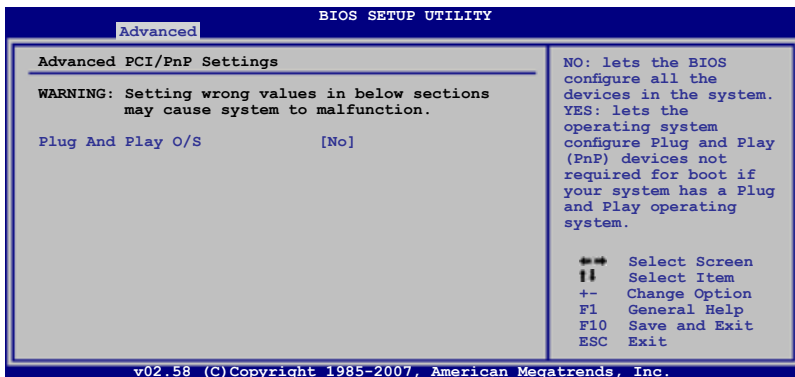 BIOS SETUP UTILITY
Advanced
Advanced PCI/PnP Settings
WARNING: Setting wrong values in below sections
may cause system to malfunction.
Plug And Play O/S [No]
NO: lets the BIOS
configure all the
devices in the system.
YES: lets the
operating system
configure Plug and Play
(PnP) devices not
required for boot if
your system has a Plug
and Play operating
system.
←→ Select Screen
↑↓ Select Item
+- Change Option
F1 General Help
F10 Save and Exit
ESC Exit
v02.58 (C)Copyright 1985-2007, American Megatrends, Inc.